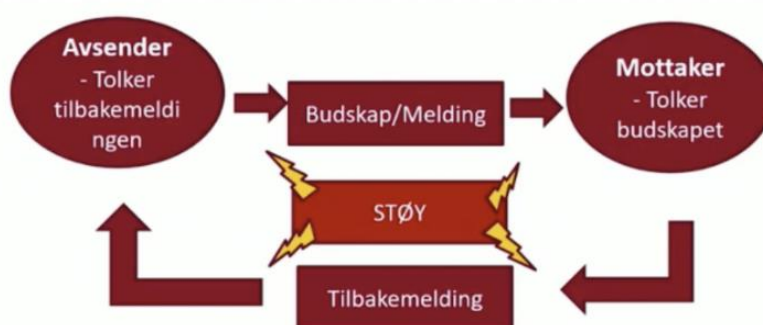 Avsender
- Tolker
tilbakemeldi
ngen
Budskap/Melding
Mottaker
- Tolker
budskapet
STØY
Tilbakemelding